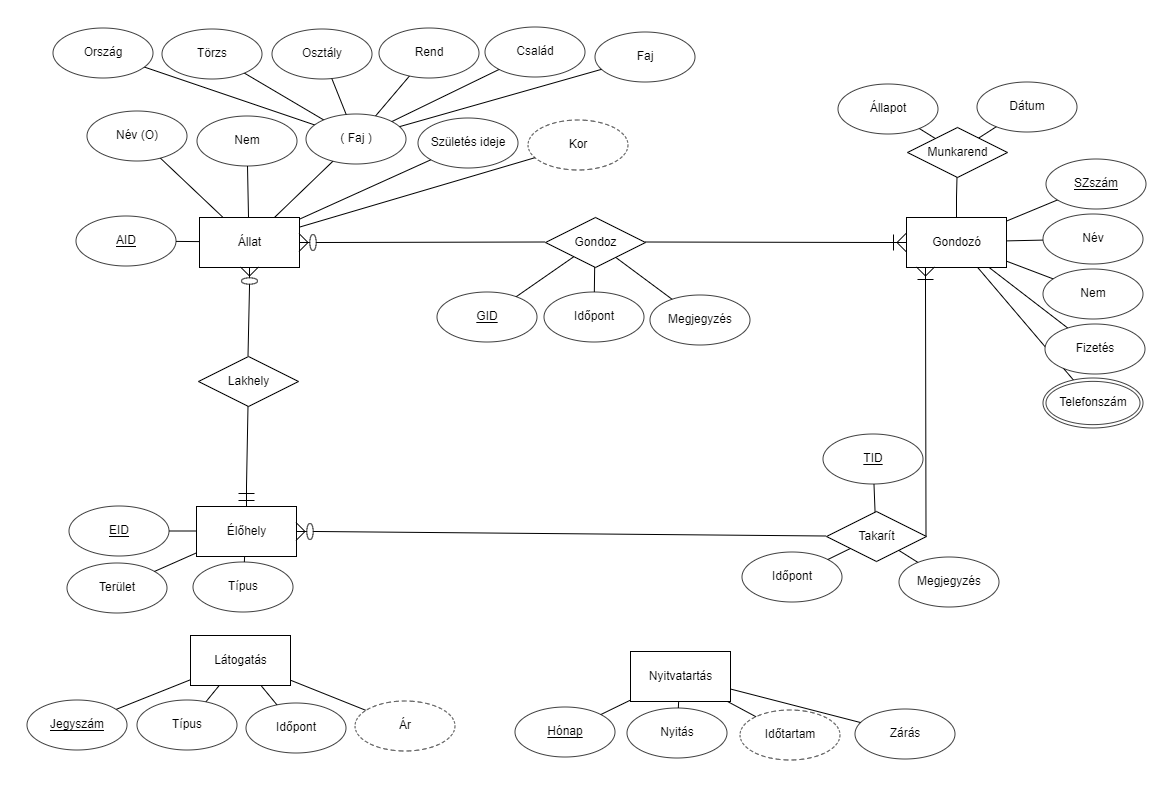 Ország
Törzs
Osztály
Rend
Család
Faj
Név (O)
Nem
( Faj )
Születés ideje
Kor
Állapot
Dátum
Munkarend
SZszám
AID
Állat
Gondoz
Gondozó
Név
Nem
GID
Időpont
Megjegyzés
Fizetés
Telefonszám
Lakhely
TID
EID
Élőhely
Takarít
Terület
Típus
Időpont
Megjegyzés
Látogatás
Nyitvatartás
Jegyszám
Típus
Időpont
Ár
Hónap
Nyitás
Időtartam
Zárás